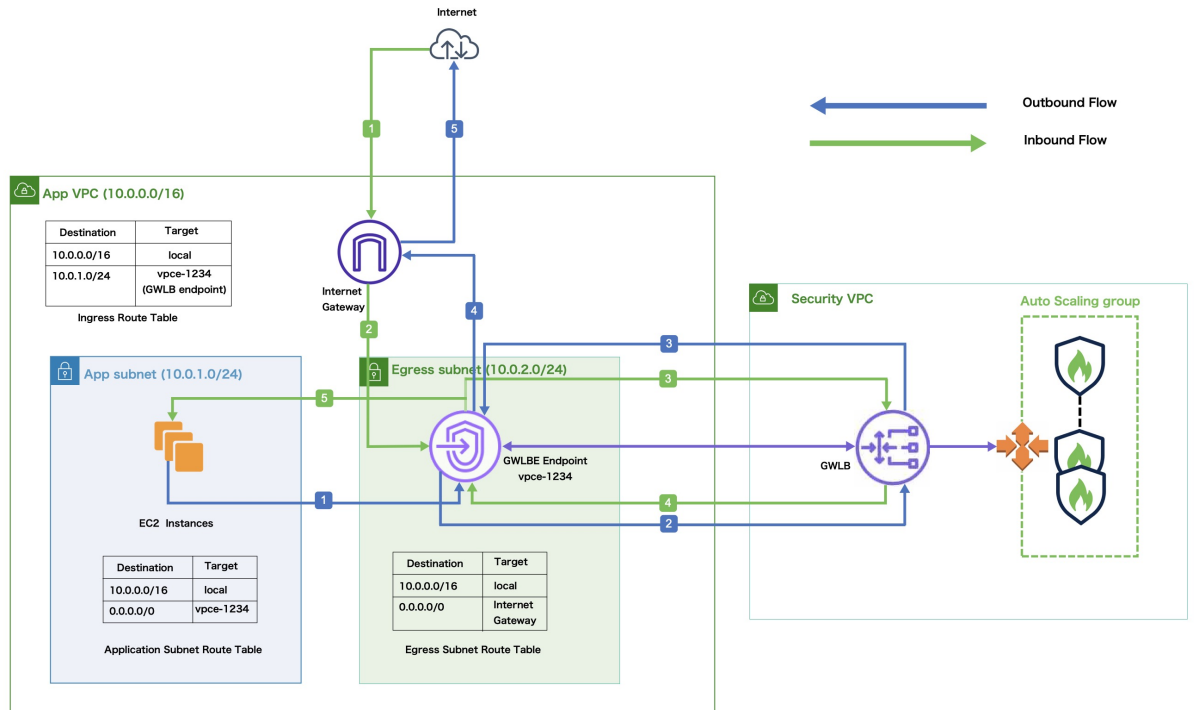 Internet
Outbound Flow
Inbound Flow
1
5
App VPC (10.0.0.0/16)
Destination Target
10.0.0.0/16 local
10.0.1.0/24 vpce-1234
(GWLB endpoint)
Ingress Route Table
Internet
Gateway
4
2
Security VPC
Auto Scaling group
3
3
App subnet (10.0.1.0/24)
Egress subnet (10.0.2.0/24)
5
GWLBE Endpoint
vpce-1234
GWLB
1
4
2
EC2 Instances
Destination Target
10.0.0.0/16 local
0.0.0.0/0 vpce-1234
Application Subnet Route Table
Destination Target
10.0.0.0/16 local
0.0.0.0/0 Internet
Gateway
Egress Subnet Route Table